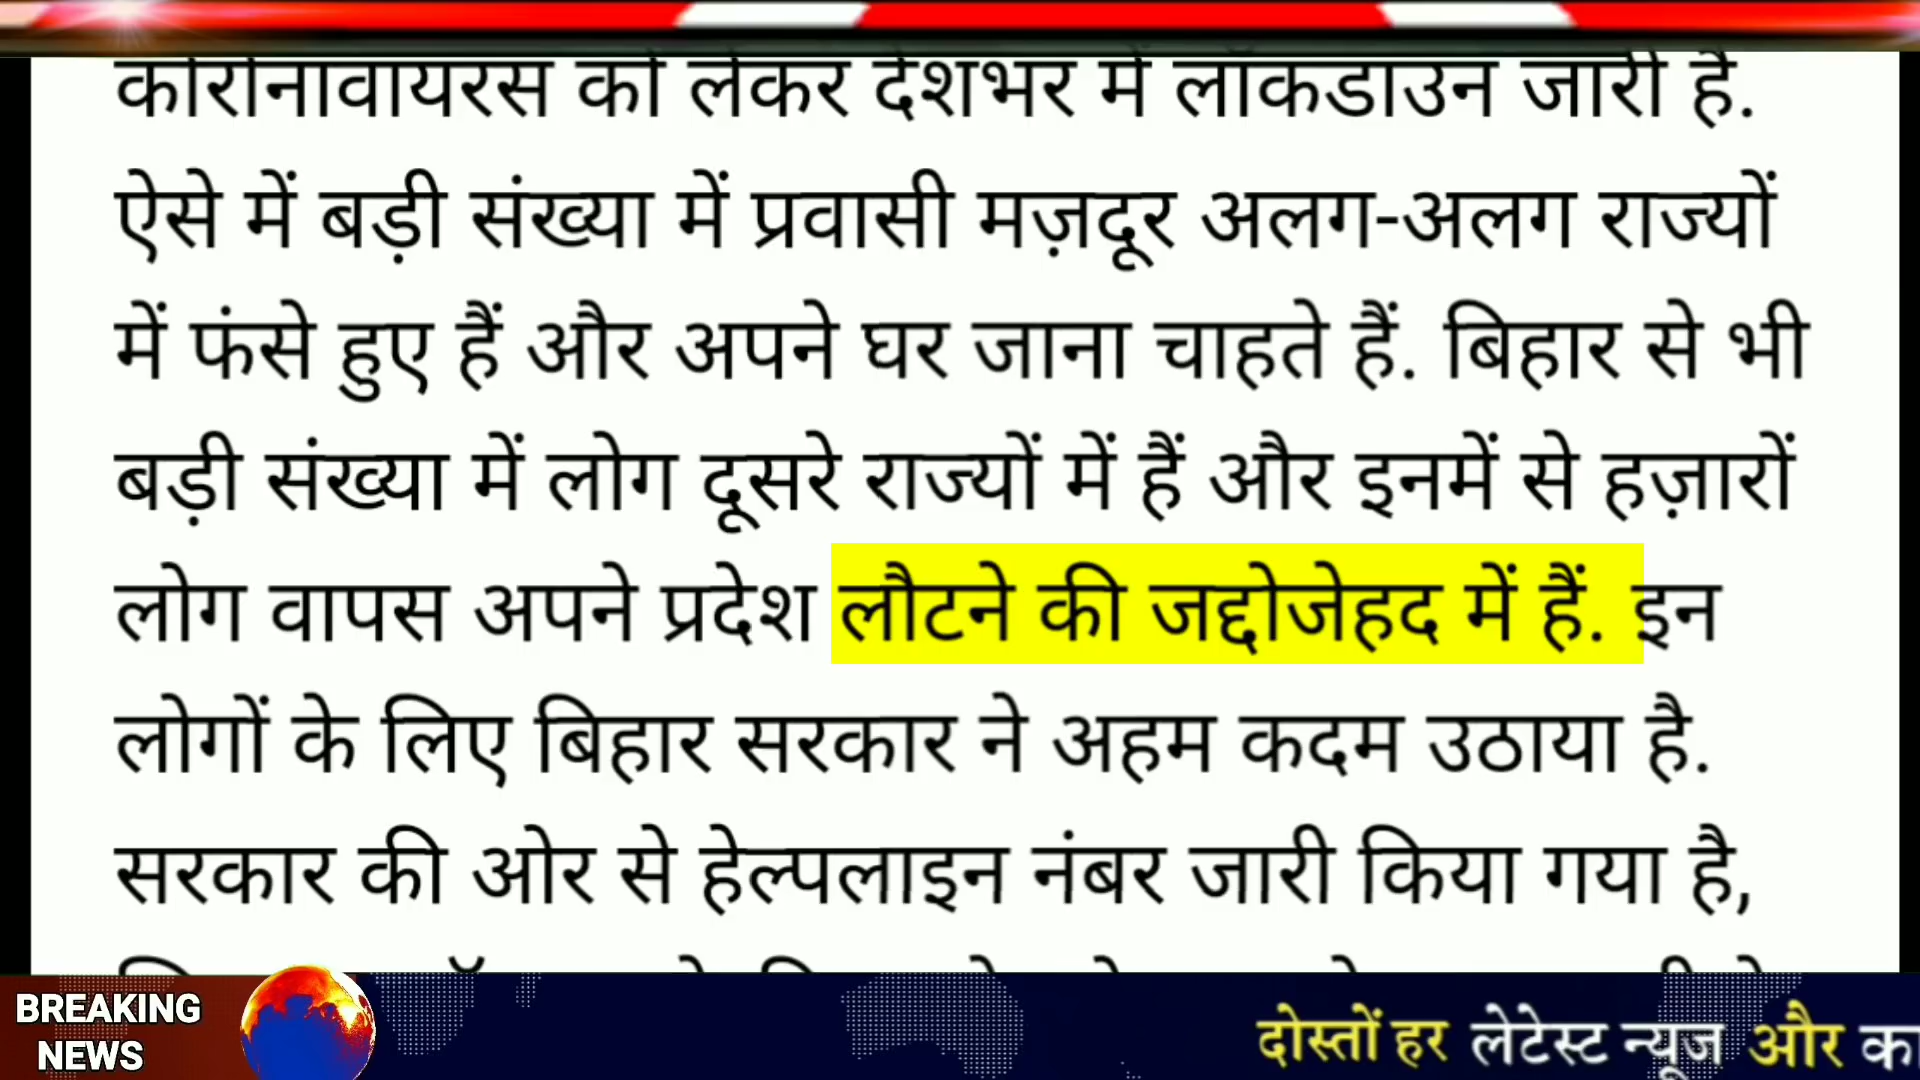 कोरोनावायरस को लेकर देशभर में लॉकडाउन जारी है.
ऐसे में बड़ी संख्या में प्रवासी मज़दूर अलग-अलग राज्यों
में फंसे हुए हैं और अपने घर जाना चाहते हैं. बिहार से भी
बड़ी संख्या में लोग दूसरे राज्यों में हैं और इनमें से हज़ारों
लोग वापस अपने प्रदेश लौटने की जद्दोजेहद में हैं. इन
लोगों के लिए बिहार सरकार ने अहम कदम उठाया है.
सरकार की ओर से हेल्पलाइन नंबर जारी किया गया है,
BREAKING
NEWS
दोस्तों हर लेटेस्ट न्यूज और